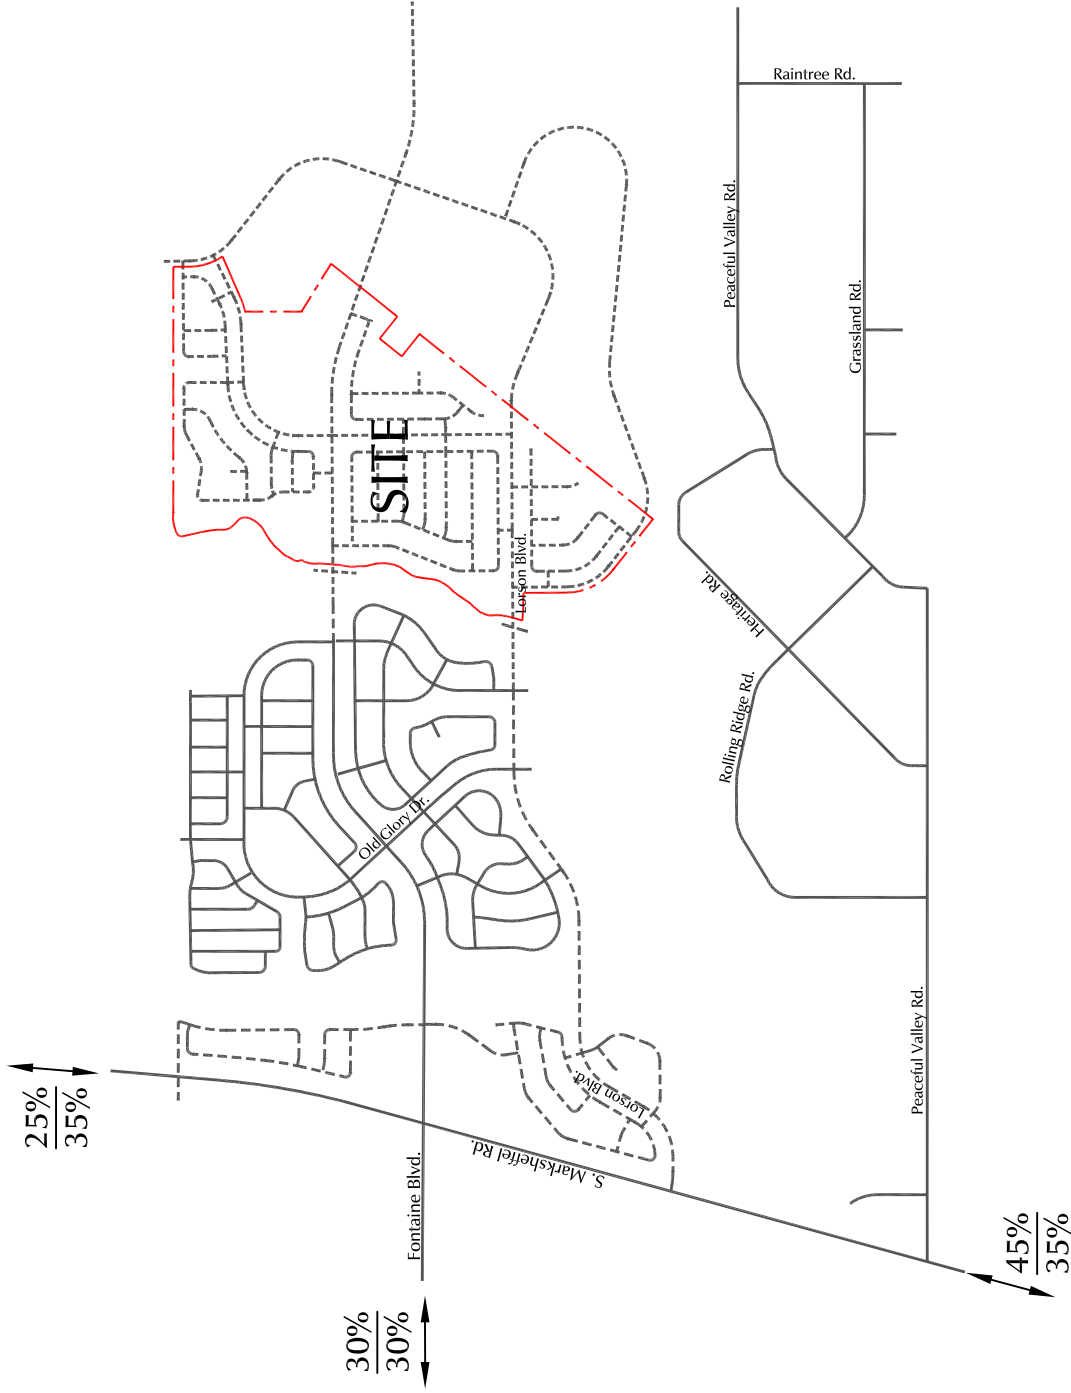 Raintree Rd.
Peaceful Valley Rd.
Grassland Rd.
SITE
Lorson Blvd.
Heritage Rd.
Rolling Ridge Rd.
Old Glory Dr.
Peaceful Valley Rd.
Lorson Blvd.
25%
35%
S. Marksheffel Rd.
Fontaine Blvd.
45%
35%
30%
30%